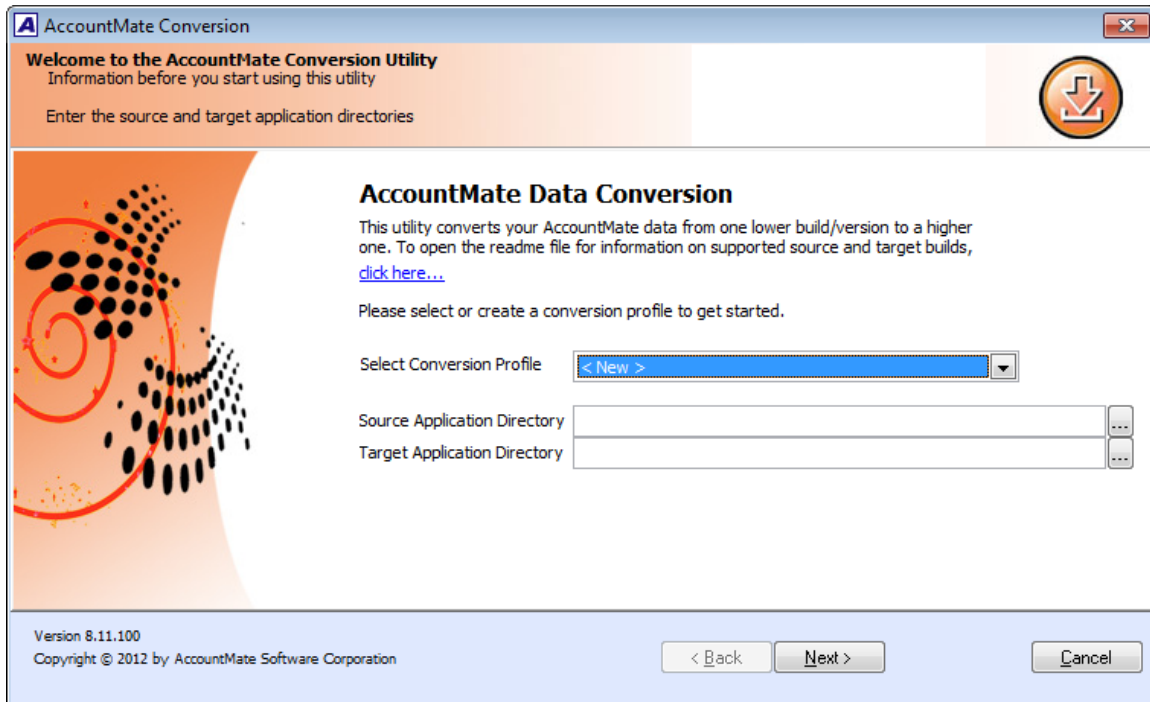 AccountMate Conversion
Welcome to the AccountMate Conversion Utility
Information before you start using this utility
Enter the source and target application directories
AccountMate Data Conversion
This utility converts your AccountMate data from one lower build/version to a higher
one. To open the readme file for information on supported source and target builds,
click here...
Please select or create a conversion profile to get started.
Select Conversion Profile < New >
Source Application Directory ...
Target Application Directory ...
Version 8.11.100
Copyright © 2012 by AccountMate Software Corporation
< Back Next > Cancel